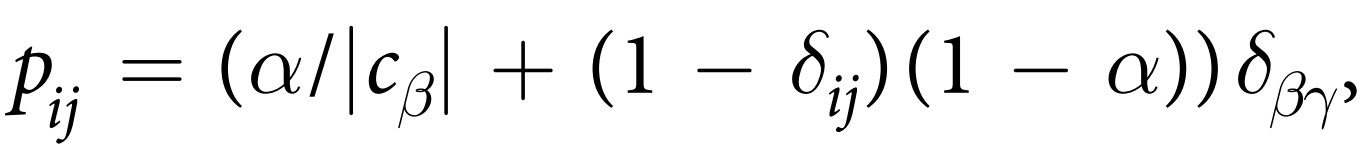 p_{ij} = (α/|c_β| + (1 − δ_{ij})(1 − α))δ_{βγ},